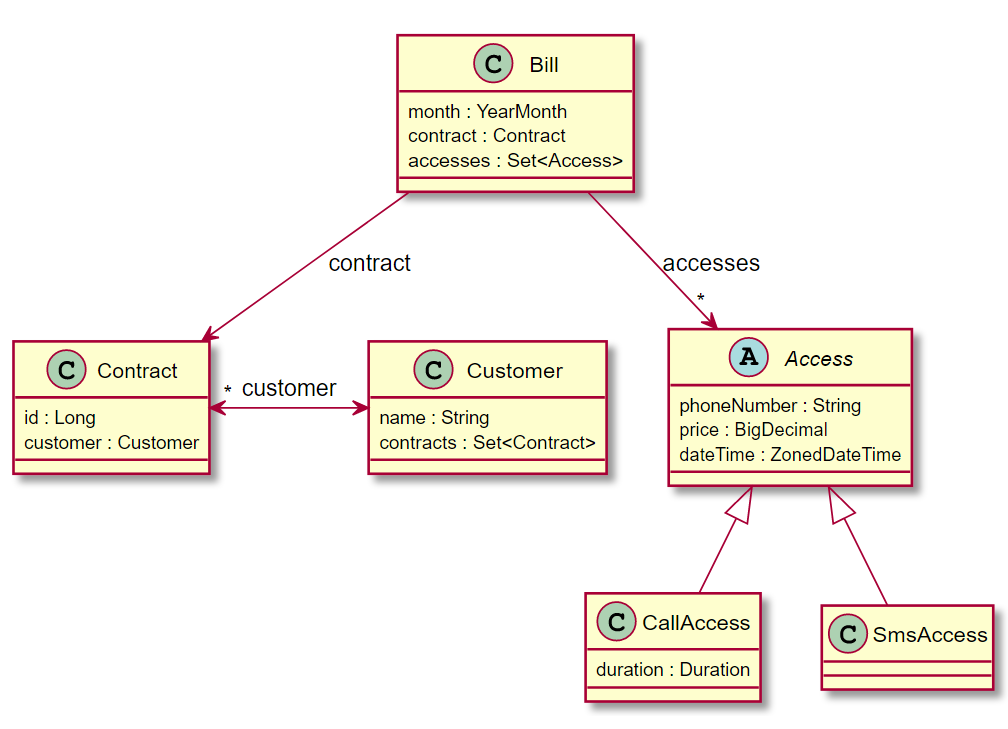 C Bill
month : YearMonth
contract : Contract
accesses : Set<Access>
contract
accesses
*
C Contract
id : Long
customer : Customer
* customer
C Customer
name : String
contracts : Set<Contract>
A Access
phoneNumber : String
price : BigDecimal
dateTime : ZonedDateTime
C CallAccess
duration : Duration
C SmsAccess